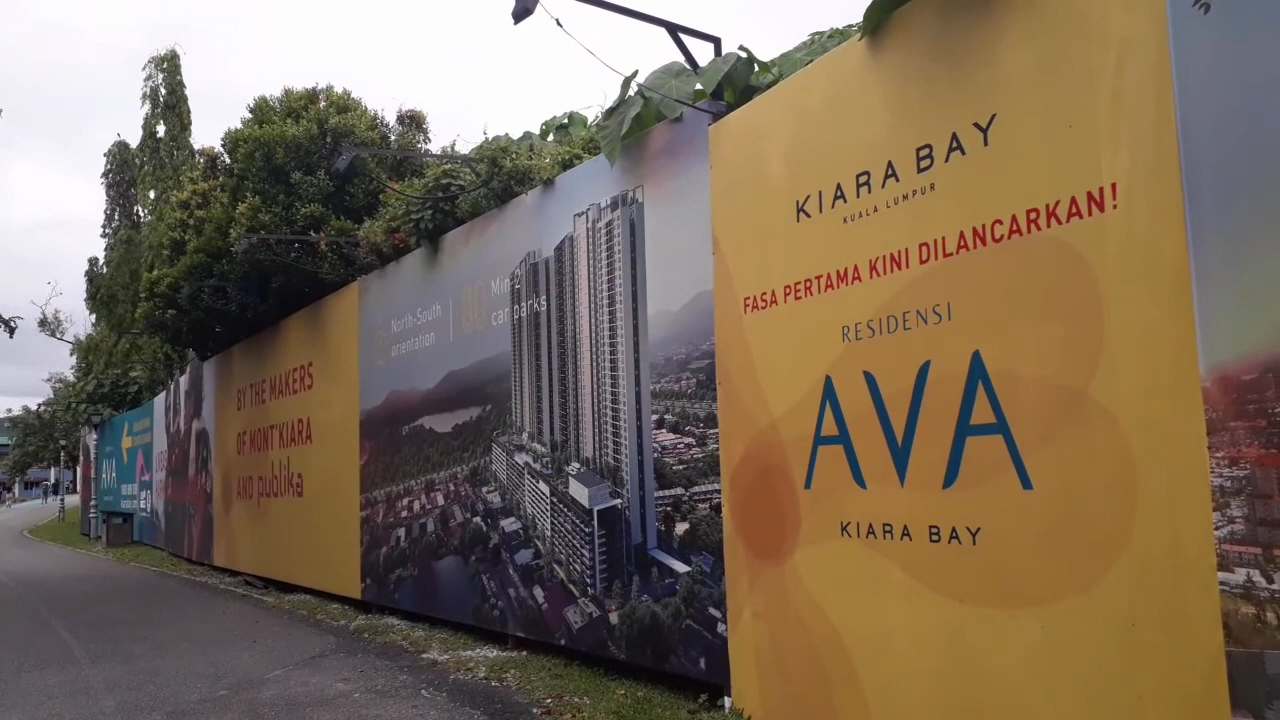 KIARA BAY
KUALA LUMPUR
FASA PERTAMA KINI DILANCARKAN!
RESIDENSI
AVA
KIARA BAY
North-South
orientation
Min 2
car parks
BY THE MAKERS
OF MONT'KIARA
AND publika
AVA